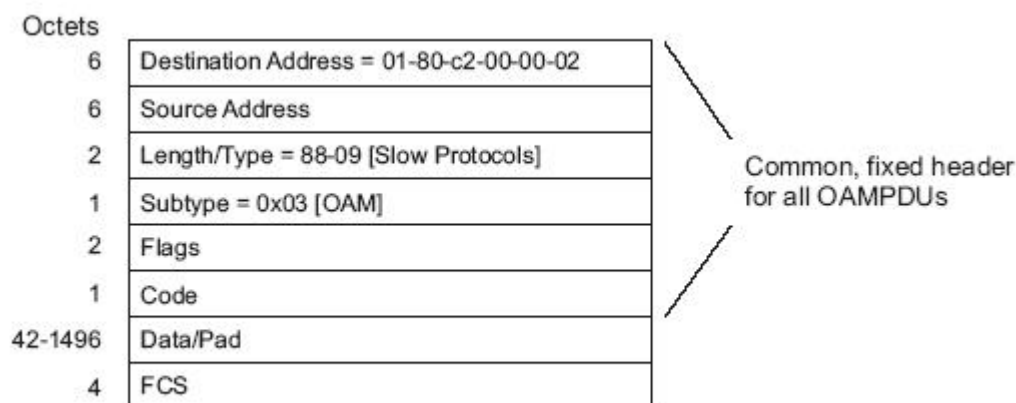 Octets
6 Destination Address = 01-80-c2-00-00-02
6 Source Address
2 Length/Type = 88-09 [Slow Protocols]
1 Subtype = 0x03 [OAM]
2 Flags
1 Code
42-1496 Data/Pad
4 FCS
Common, fixed header
for all OAMPDUs